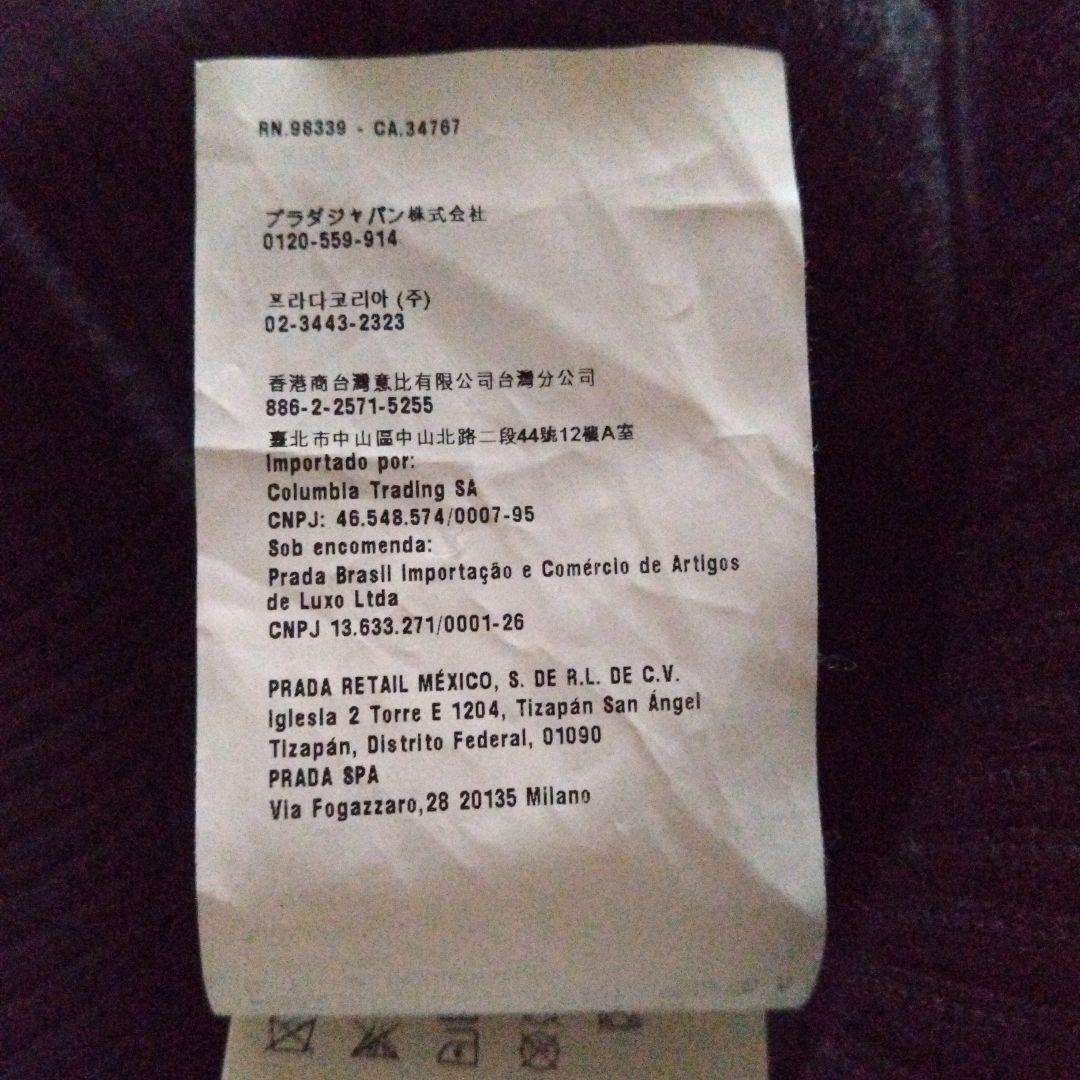 RN.98339 - CA.34767
プラダジャパン株式会社
0120-559-914
프라다코리아 (주)
02-3443-2323
香港商台灣意比有限公司台灣分公司
886-2-2571-5255
臺北市中山區中山北路二段44號12樓A室
Importado por:
Columbia Trading SA
CNPJ: 46.548.574/0007-95
Sob encomenda:
Prada Brasil Importação e Comércio de Artigos
de Luxo Ltda
CNPJ 13.633.271/0001-26
PRADA RETAIL MÉXICO, S. DE R.L. DE C.V.
Iglesia 2 Torre E 1204, Tizapán San Ángel
Tizapán, Distrito Federal, 01090
PRADA SPA
Via Fogazzaro,28 20135 Milano